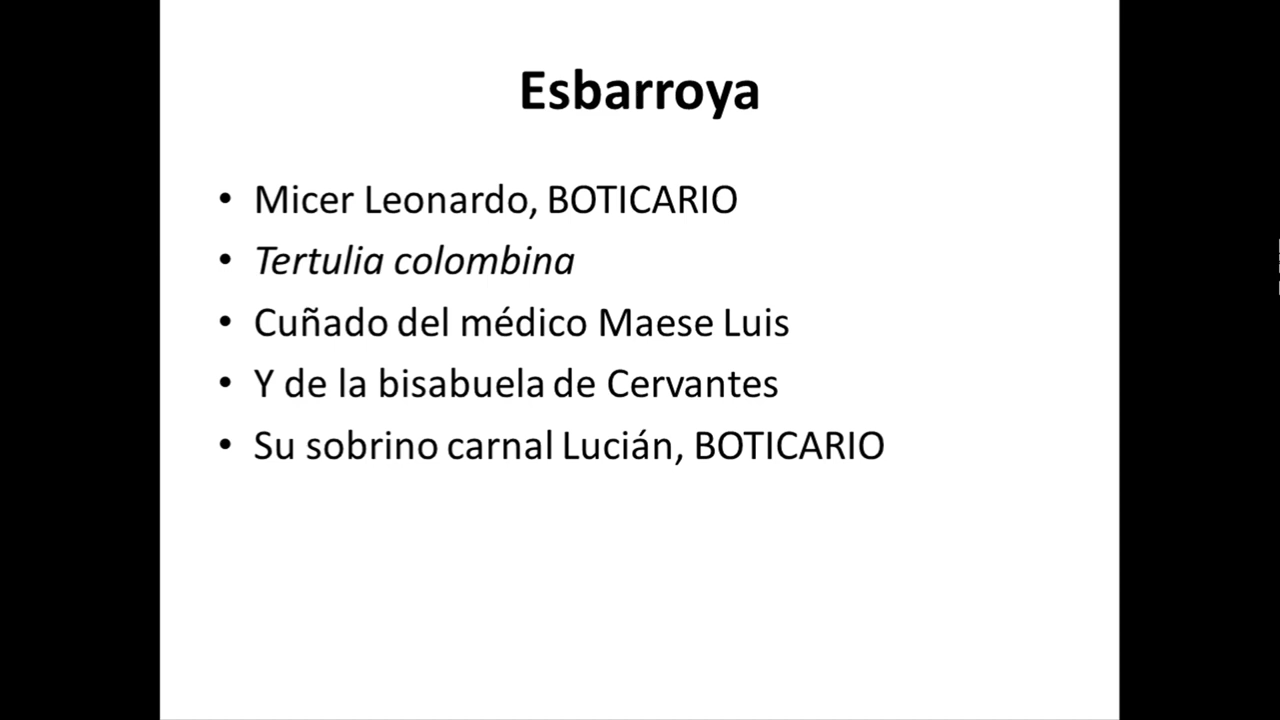 Esbarroya
• Micer Leonardo, BOTICARIO
• Tertulia colombina
• Cuñado del médico Maese Luis
• Y de la bisabuela de Cervantes
• Su sobrino carnal Lucián, BOTICARIO